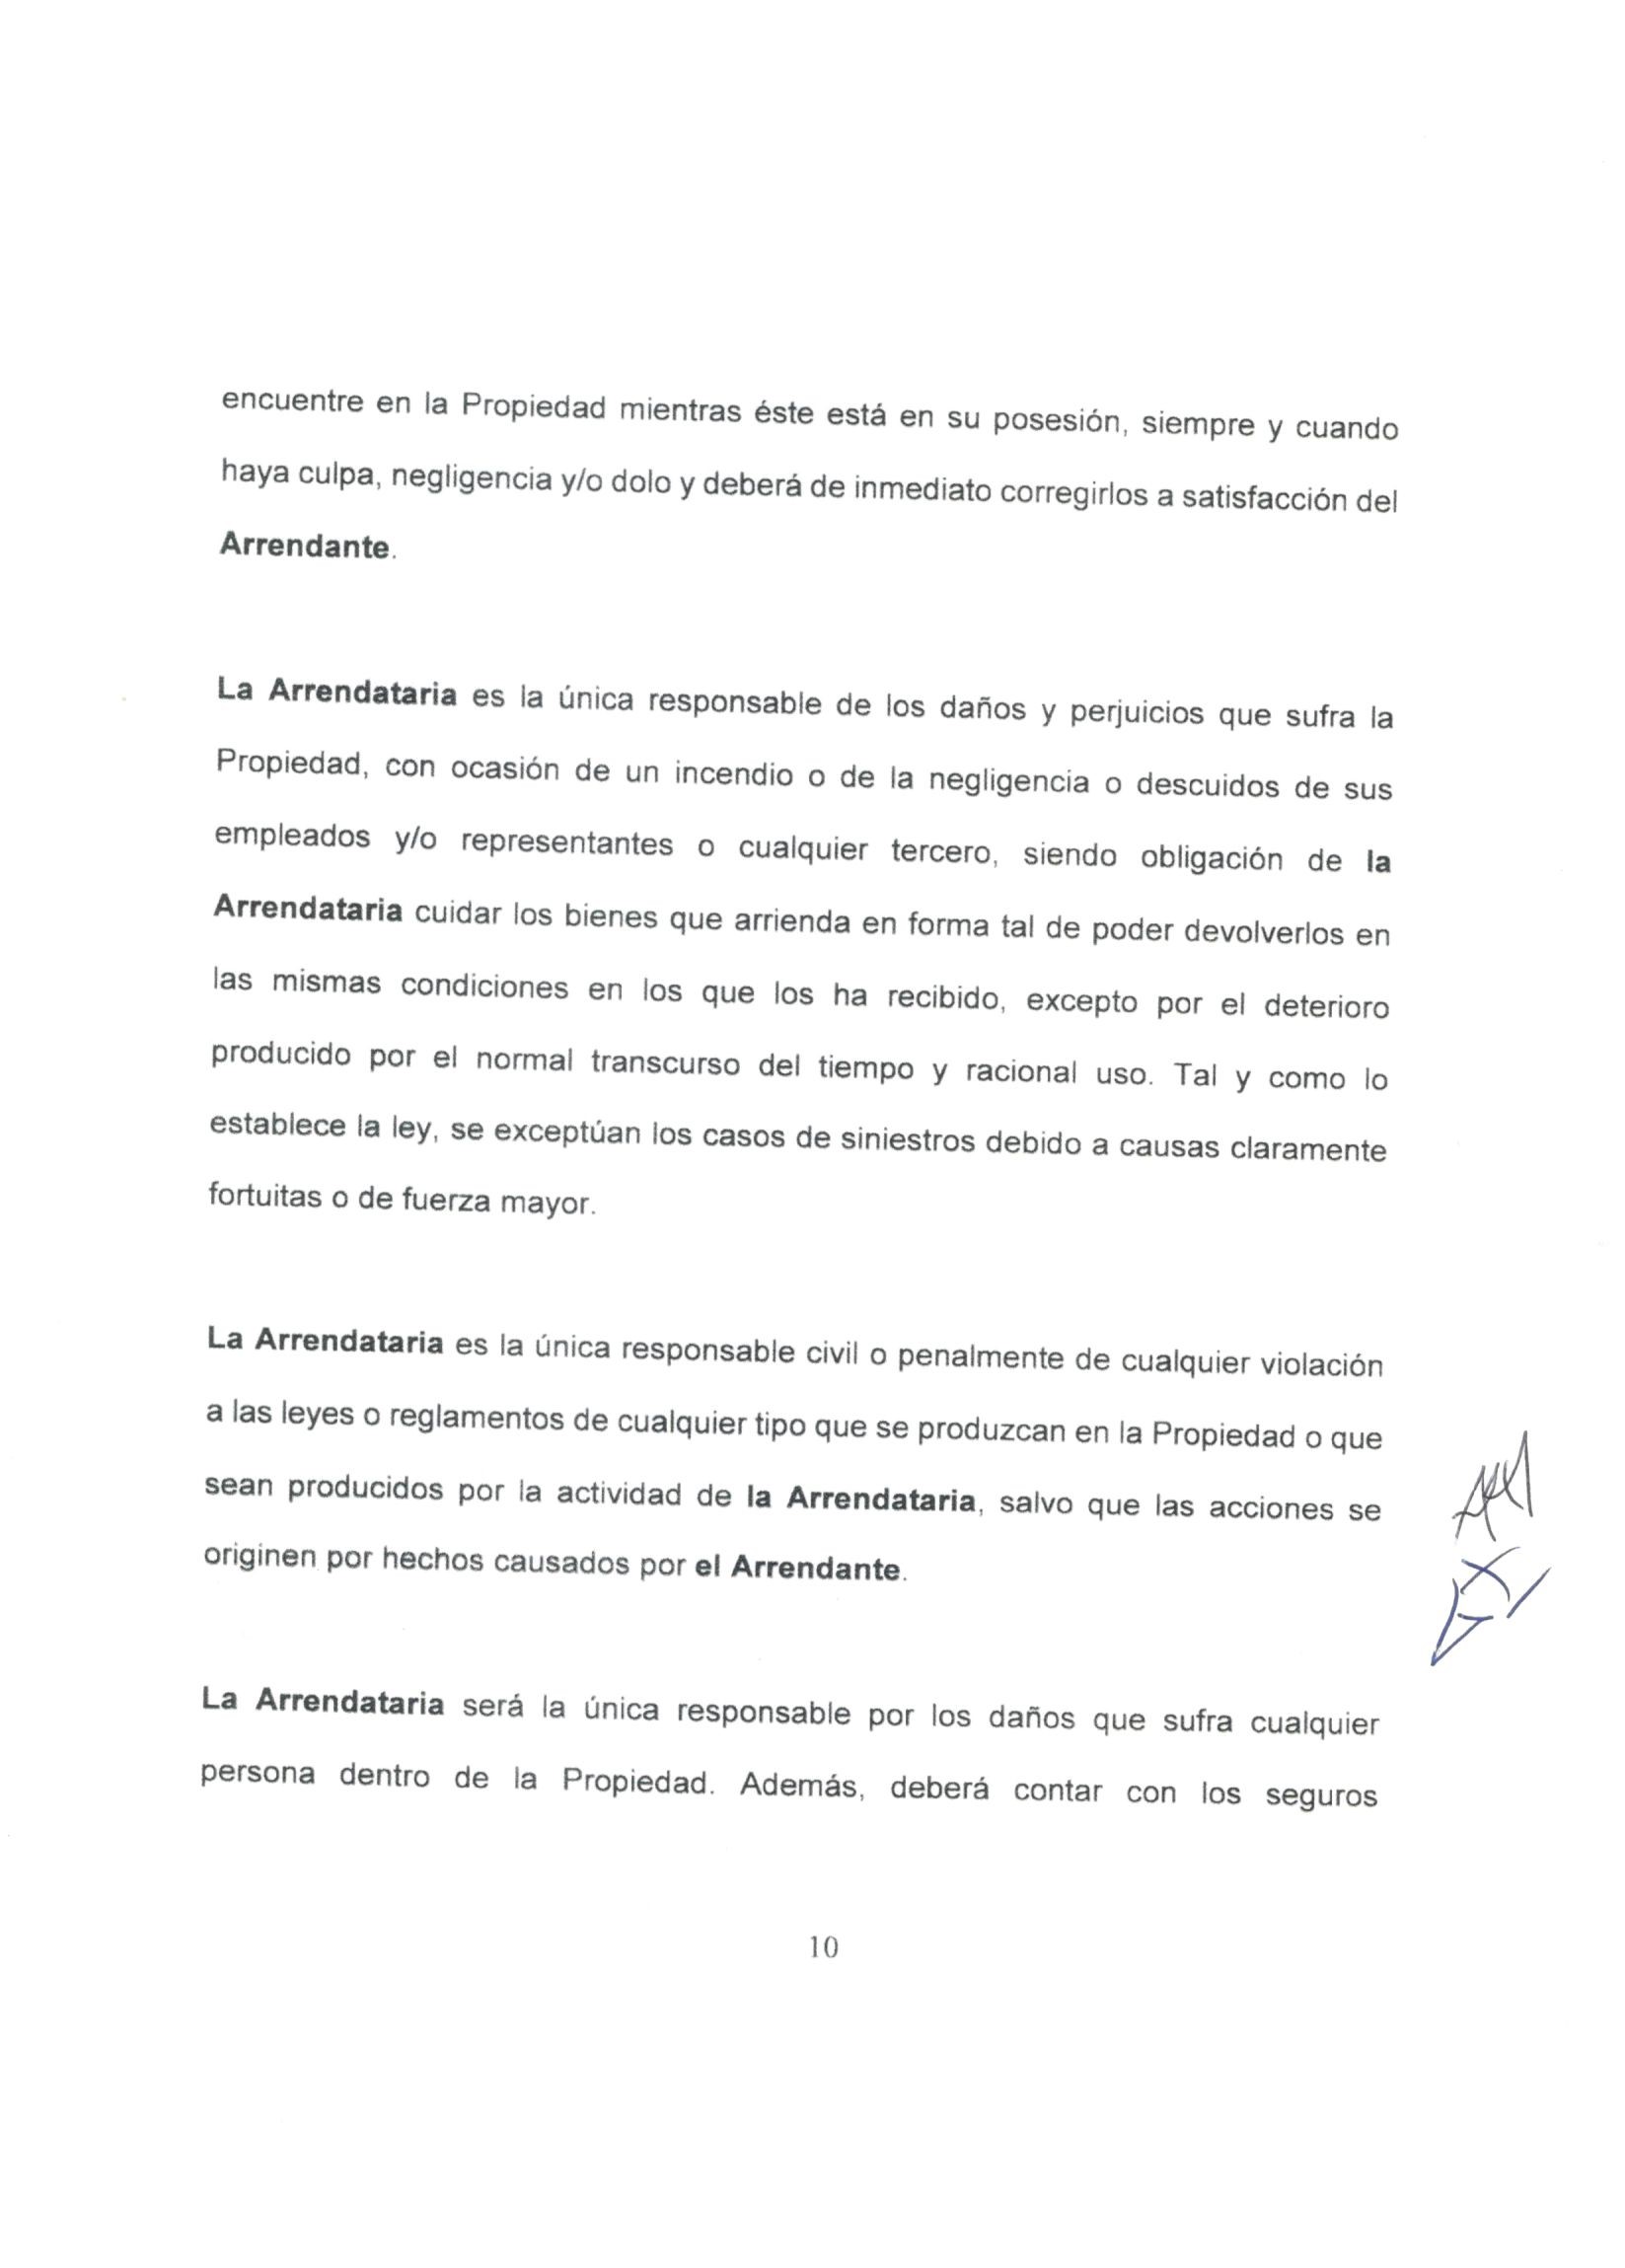 encuentre en la Propiedad mientras éste está en su posesión, siempre y cuando
haya culpa, negligencia y/o dolo y deberá de inmediato corregirlos a satisfacción del
Arrendante.
La Arrendataria es la única responsable de los daños y perjuicios que sufra la
Propiedad, con ocasión de un incendio o de la negligencia o descuidos de sus
empleados y/o representantes o cualquier tercero, siendo obligación de la
Arrendataria cuidar los bienes que arrienda en forma tal de poder devolverlos en
las mismas condiciones en los que los ha recibido, excepto por el deterioro
producido por el normal transcurso del tiempo y racional uso. Tal y como lo
establece la ley, se exceptúan los casos de siniestros debido a causas claramente
fortuitas o de fuerza mayor.
La Arrendataria es la única responsable civil o penalmente de cualquier violación
a las leyes o reglamentos de cualquier tipo que se produzcan en la Propiedad o que
sean producidos por la actividad de la Arrendataria, salvo que las acciones se
originen por hechos causados por el Arrendante.
La Arrendataria será la única responsable por los daños que sufra cualquier
persona dentro de la Propiedad. Además, deberá contar con los seguros
10